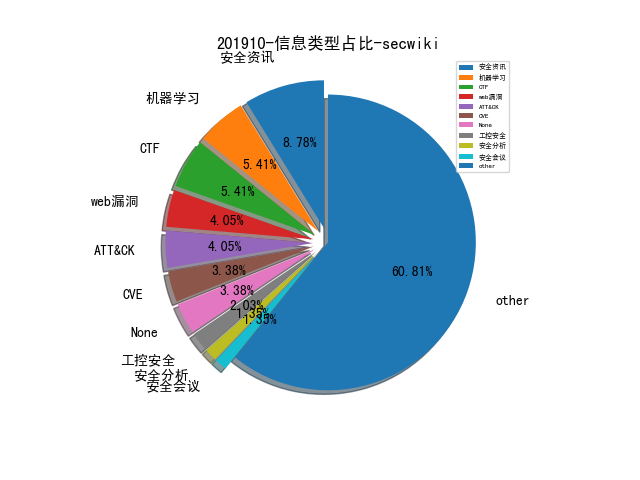 201910-信息类型占比-secwiki
安全资讯
机器学习
CTF
web漏洞
ATT&CK
CVE
None
工控安全
安全分析
安全会议
other
8.78%
5.41%
5.41%
4.05%
4.05%
3.38%
3.38%
2.03%
1.35%
1.35%
60.81%
安全资讯
机器学习
CTF
web漏洞
ATT&CK
CVE
None
工控安全
安全分析
安全会议
other